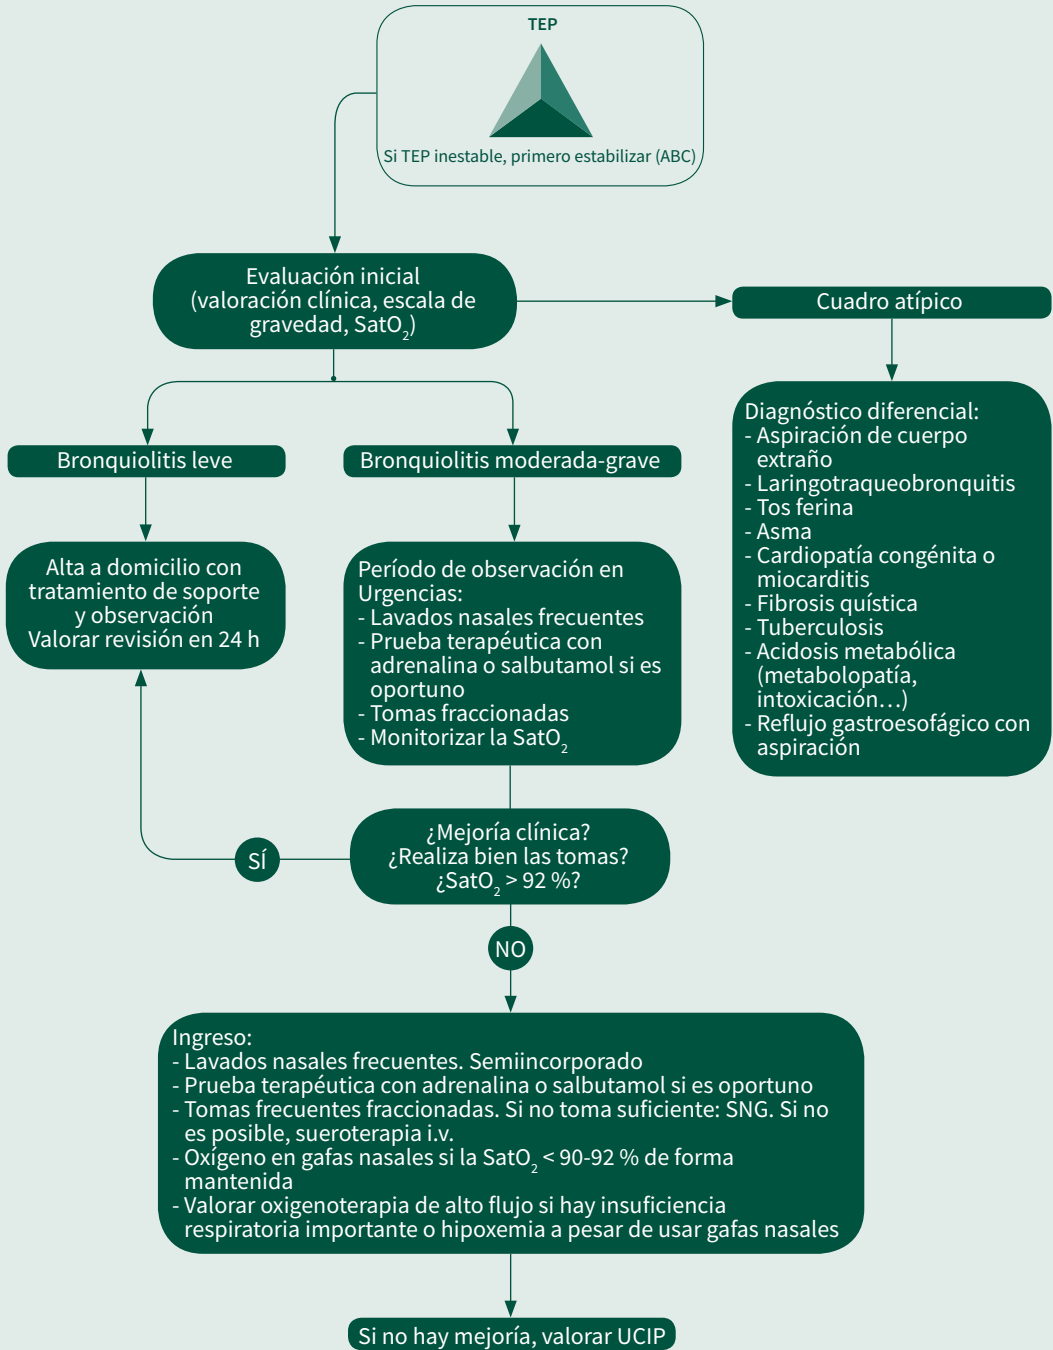 TEP
Si TEP inestable, primero estabilizar (ABC)
Evaluación inicial
(valoración clínica, escala de
gravedad, SatO2)
Cuadro atípico
Diagnóstico diferencial:
- Aspiración de cuerpo
extraño
- Laringotraqueobronquitis
- Tos ferina
- Asma
- Cardiopatía congénita o
miocarditis
- Fibrosis quística
- Tuberculosis
- Acidosis metabólica
(metabolopatía,
intoxicación…)
- Reflujo gastroesofágico con
aspiración
Bronquiolitis leve
Alta a domicilio con
tratamiento de soporte
y observación
Valorar revisión en 24 h
Bronquiolitis moderada-grave
Período de observación en
Urgencias:
- Lavados nasales frecuentes
- Prueba terapéutica con
adrenalina o salbutamol si es
oportuno
- Tomas fraccionadas
- Monitorizar la SatO2
¿Mejoría clínica?
¿Realiza bien las tomas?
¿SatO2 > 92 %?
SÍ
NO
Ingreso:
- Lavados nasales frecuentes. Semiincorporado
- Prueba terapéutica con adrenalina o salbutamol si es oportuno
- Tomas frecuentes fraccionadas. Si no toma suficiente: SNG. Si no
es posible, sueroterapia i.v.
- Oxígeno en gafas nasales si la SatO2 < 90-92 % de forma
mantenida
- Valorar oxigenoterapia de alto flujo si hay insuficiencia
respiratoria importante o hipoxemia a pesar de usar gafas nasales
Si no hay mejoría, valorar UCIP